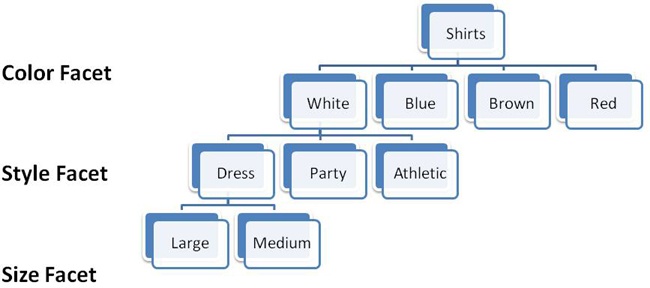 Shirts
Color Facet
White Blue Brown Red
Style Facet
Dress Party Athletic
Large Medium
Size Facet